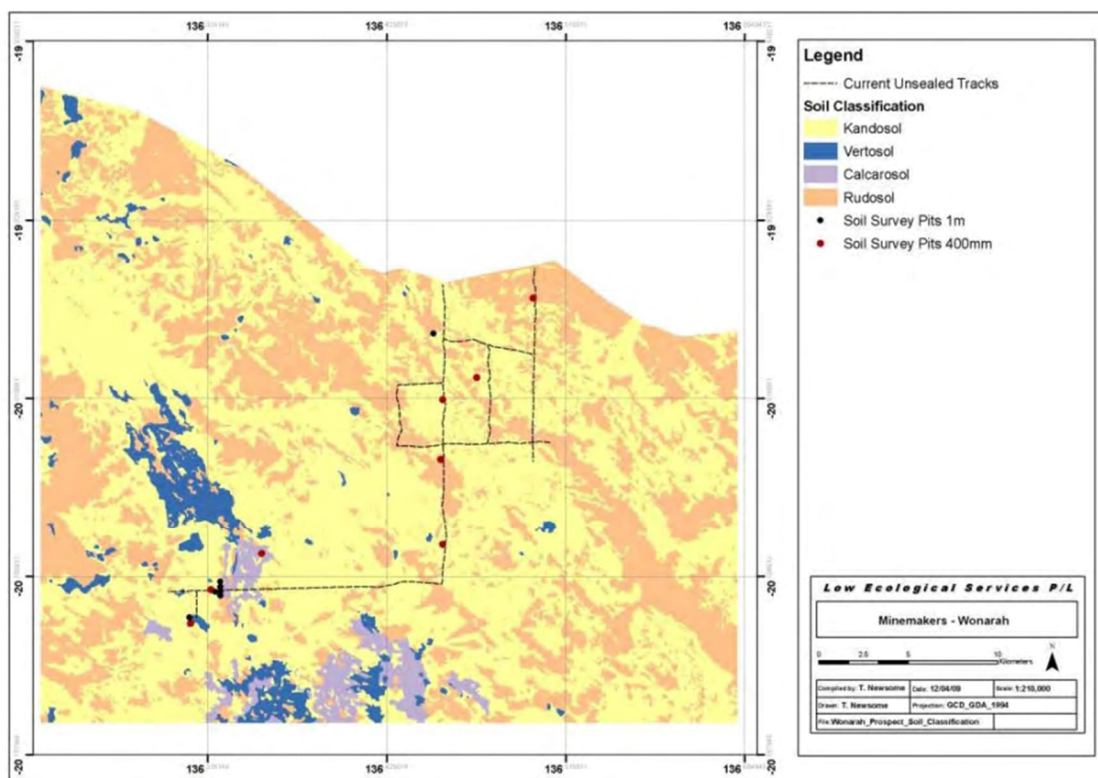 136 136 136 136
-19
-19
-20
-20
-20
-19
-19
-20
-20
-20
136 136 136 136
Legend
Current Unsealed Tracks
Soil Classification
Kandosol
Vertosol
Calcarosol
Rudosol
Soil Survey Pits 1m
Soil Survey Pits 400mm
Low Ecological Services P/L
Minemakers - Wonarah
0 2.5 5 10
Kilometers
N
Compiled by: T. Newsome Date: 12/04/09 Scale: 1:210,000
Drawn: T. Newsome Projection: GCD_GDA_1994
File: Wonarah_Prospect_Soil_Classification